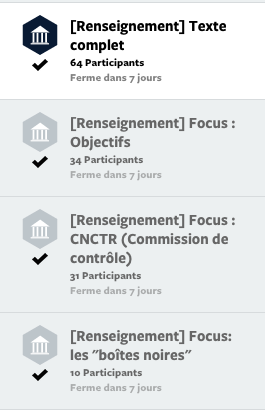 [Renseignement] Texte
complet
64 Participants
Ferme dans 7 jours
[Renseignement] Focus :
Objectifs
34 Participants
Ferme dans 7 jours
[Renseignement] Focus :
CNCTR (Commission de
contrôle)
31 Participants
Ferme dans 7 jours
[Renseignement] Focus:
les "boîtes noires"
10 Participants
Ferme dans 7 jours